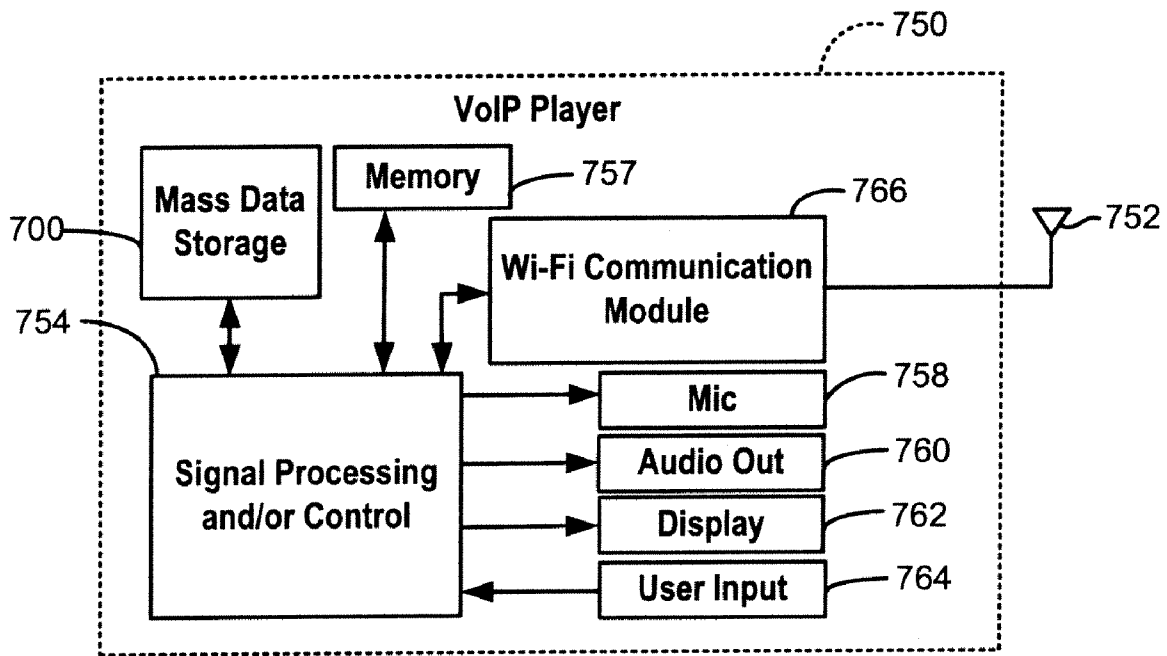 750
VoIP Player
Mass Data
Storage
700
Memory
757
766
Wi-Fi Communication
Module
752
754
Signal Processing
and/or Control
Mic
758
Audio Out
760
Display
762
User Input
764